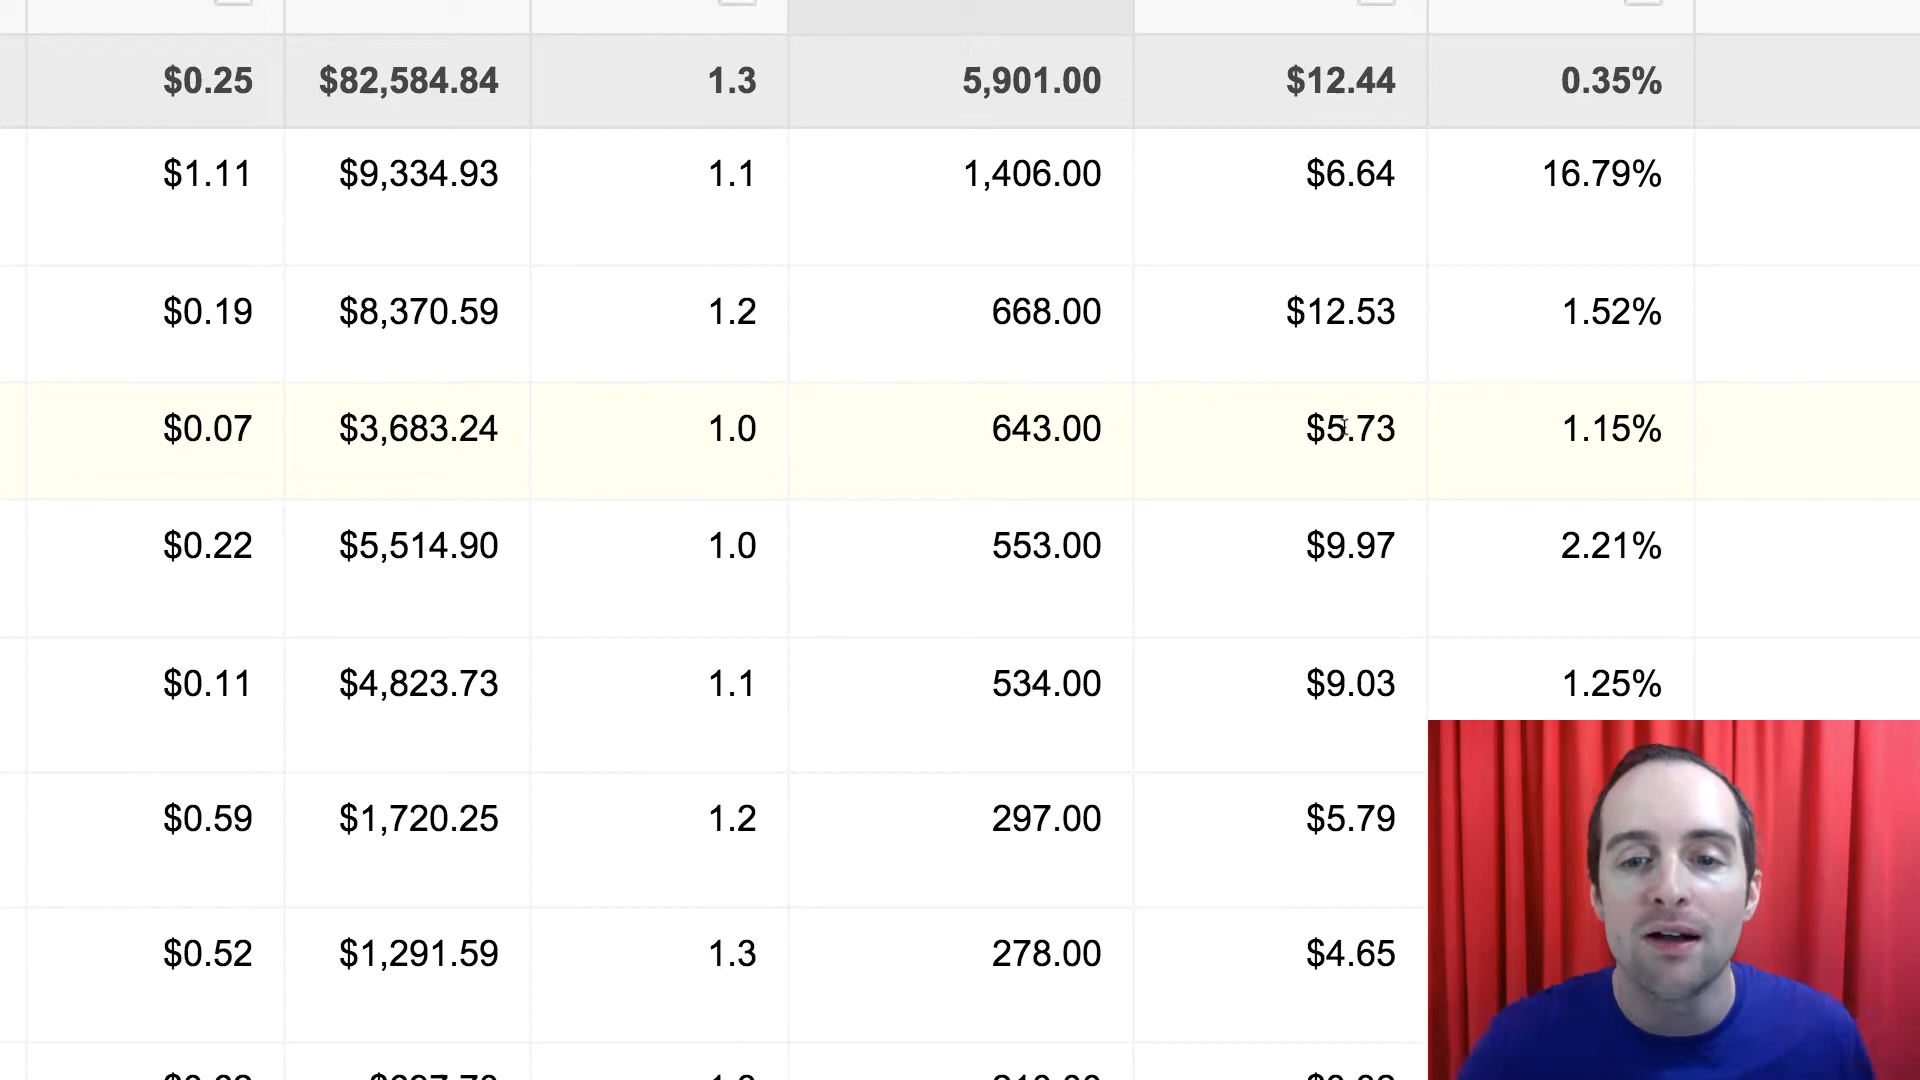 $0.25 $82,584.84 1.3 5,901.00 $12.44 0.35%
$1.11 $9,334.93 1.1 1,406.00 $6.64 16.79%
$0.19 $8,370.59 1.2 668.00 $12.53 1.52%
$0.07 $3,683.24 1.0 643.00 $5.73 1.15%
$0.22 $5,514.90 1.0 553.00 $9.97 2.21%
$0.11 $4,823.73 1.1 534.00 $9.03 1.25%
$0.59 $1,720.25 1.2 297.00 $5.79
$0.52 $1,291.59 1.3 278.00 $4.65